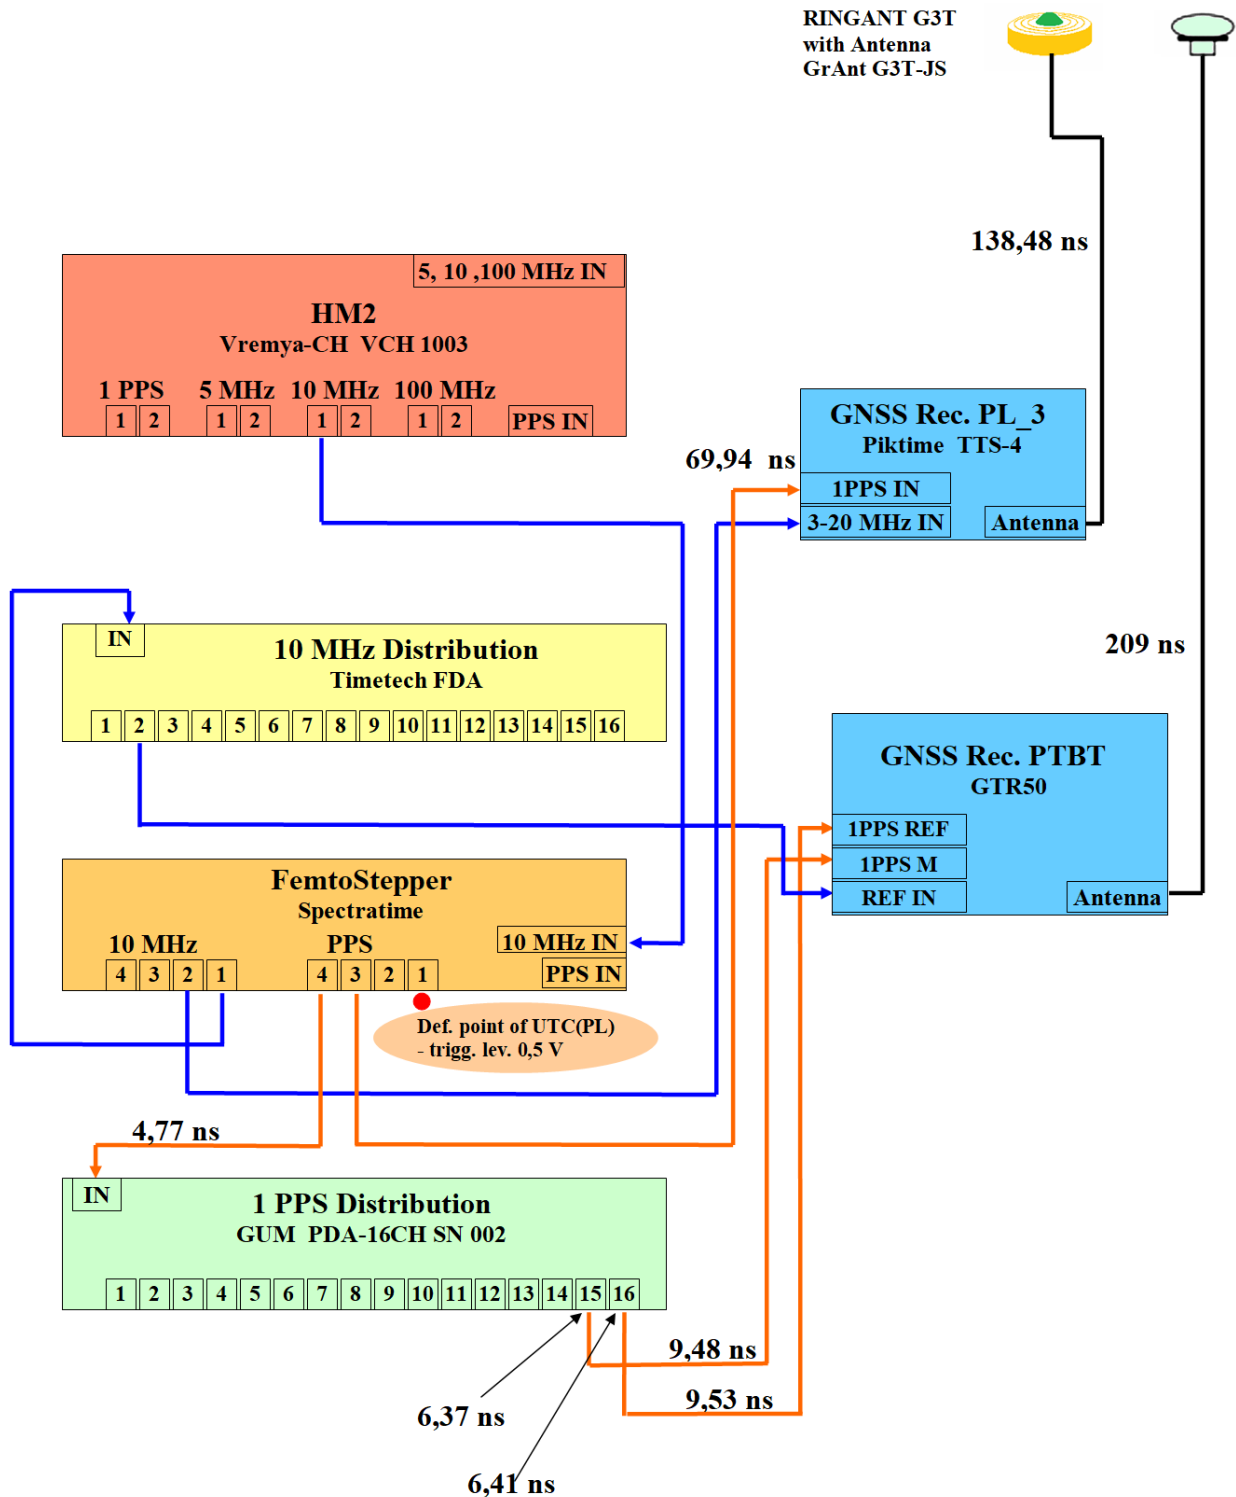 RINGANT G3T
with Antenna
GrAnt G3T-JS
138,48 ns
5, 10 ,100 MHz IN
HM2
Vremya-CH VCH 1003
1 PPS 5 MHz 10 MHz 100 MHz
1 2 1 2 1 2 1 2 PPS IN
GNSS Rec. PL_3
Piktime TTS-4
69,94 ns
1PPS IN
3-20 MHz IN Antenna
IN
10 MHz Distribution
Timetech FDA
1 2 3 4 5 6 7 8 9 10 11 12 13 14 15 16
209 ns
GNSS Rec. PTBT
GTR50
1PPS REF
1PPS M
REF IN Antenna
FemtoStepper
Spectratime
10 MHz PPS 10 MHz IN
4 3 2 1 4 3 2 1 PPS IN
Def. point of UTC(PL)
- trigg. lev. 0,5 V
4,77 ns
IN
1 PPS Distribution
GUM PDA-16CH SN 002
1 2 3 4 5 6 7 8 9 10 11 12 13 14 15 16
9,48 ns
9,53 ns
6,37 ns
6,41 ns